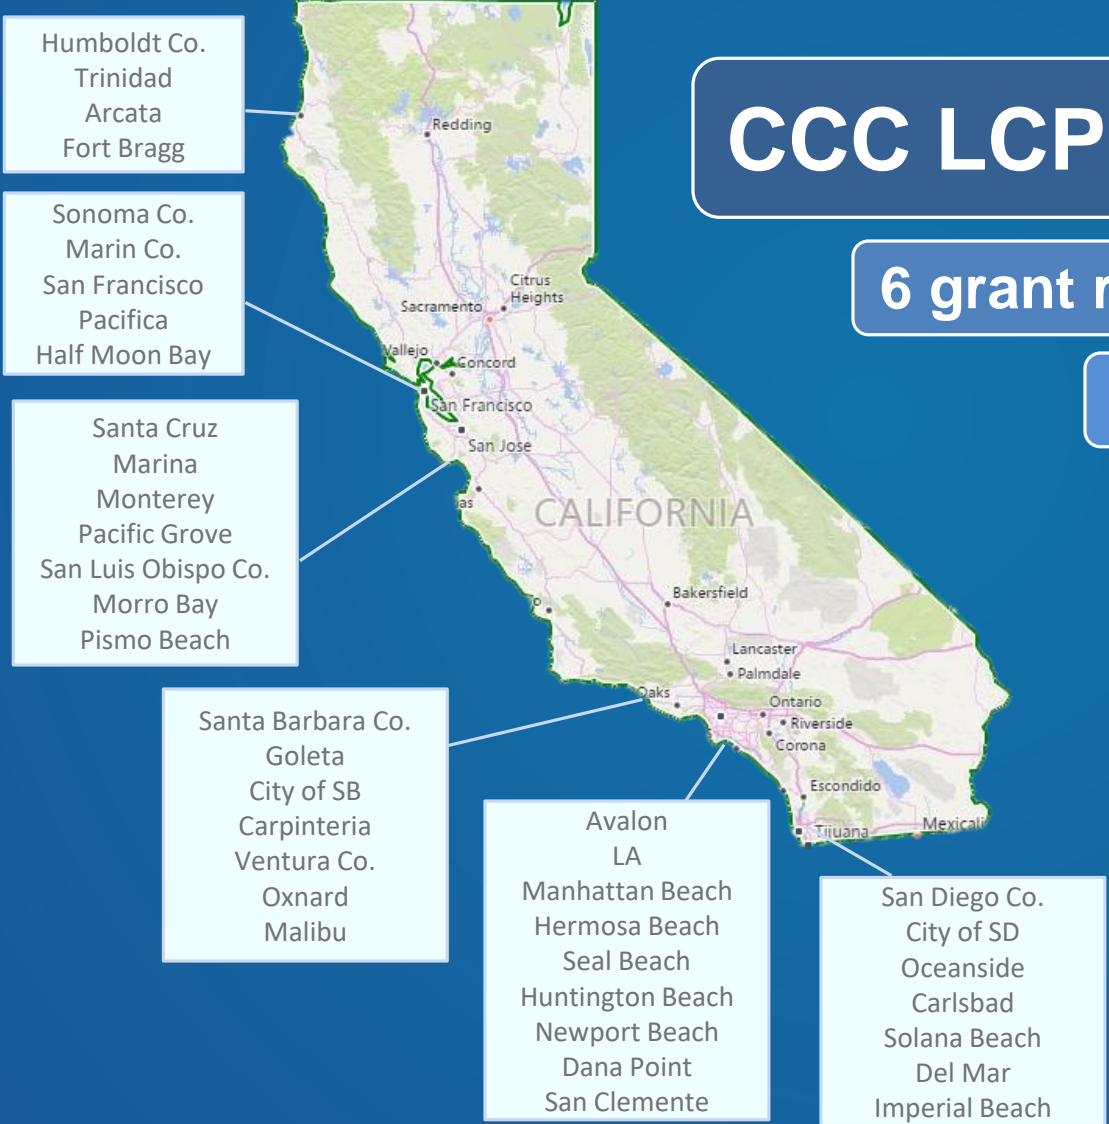 Humboldt Co.
Trinidad
Arcata
Fort Bragg
CCC LCP
Sonoma Co.
Marin Co.
San Francisco
Pacifica
Half Moon Bay
6 grant
Santa Cruz
Marina
Monterey
Pacific Grove
San Luis Obispo Co.
Morro Bay
Pismo Beach
Santa Barbara Co.
Goleta
City of SB
Carpinteria
Ventura Co.
Oxnard
Malibu
Avalon
LA
Manhattan Beach
Hermosa Beach
Seal Beach
Huntington Beach
Newport Beach
Dana Point
San Clemente
San Diego Co.
City of SD
Oceanside
Carlsbad
Solana Beach
Del Mar
Imperial Beach
Redding
Citrus
Heights
Sacramento
Vallejo
Concord
San Francisco
San Jose
CALIFORNIA
Bakersfield
Lancaster
Palmdale
Oaks
Ontario
Riverside
Corona
Escondido
Tijuana
Mexicali